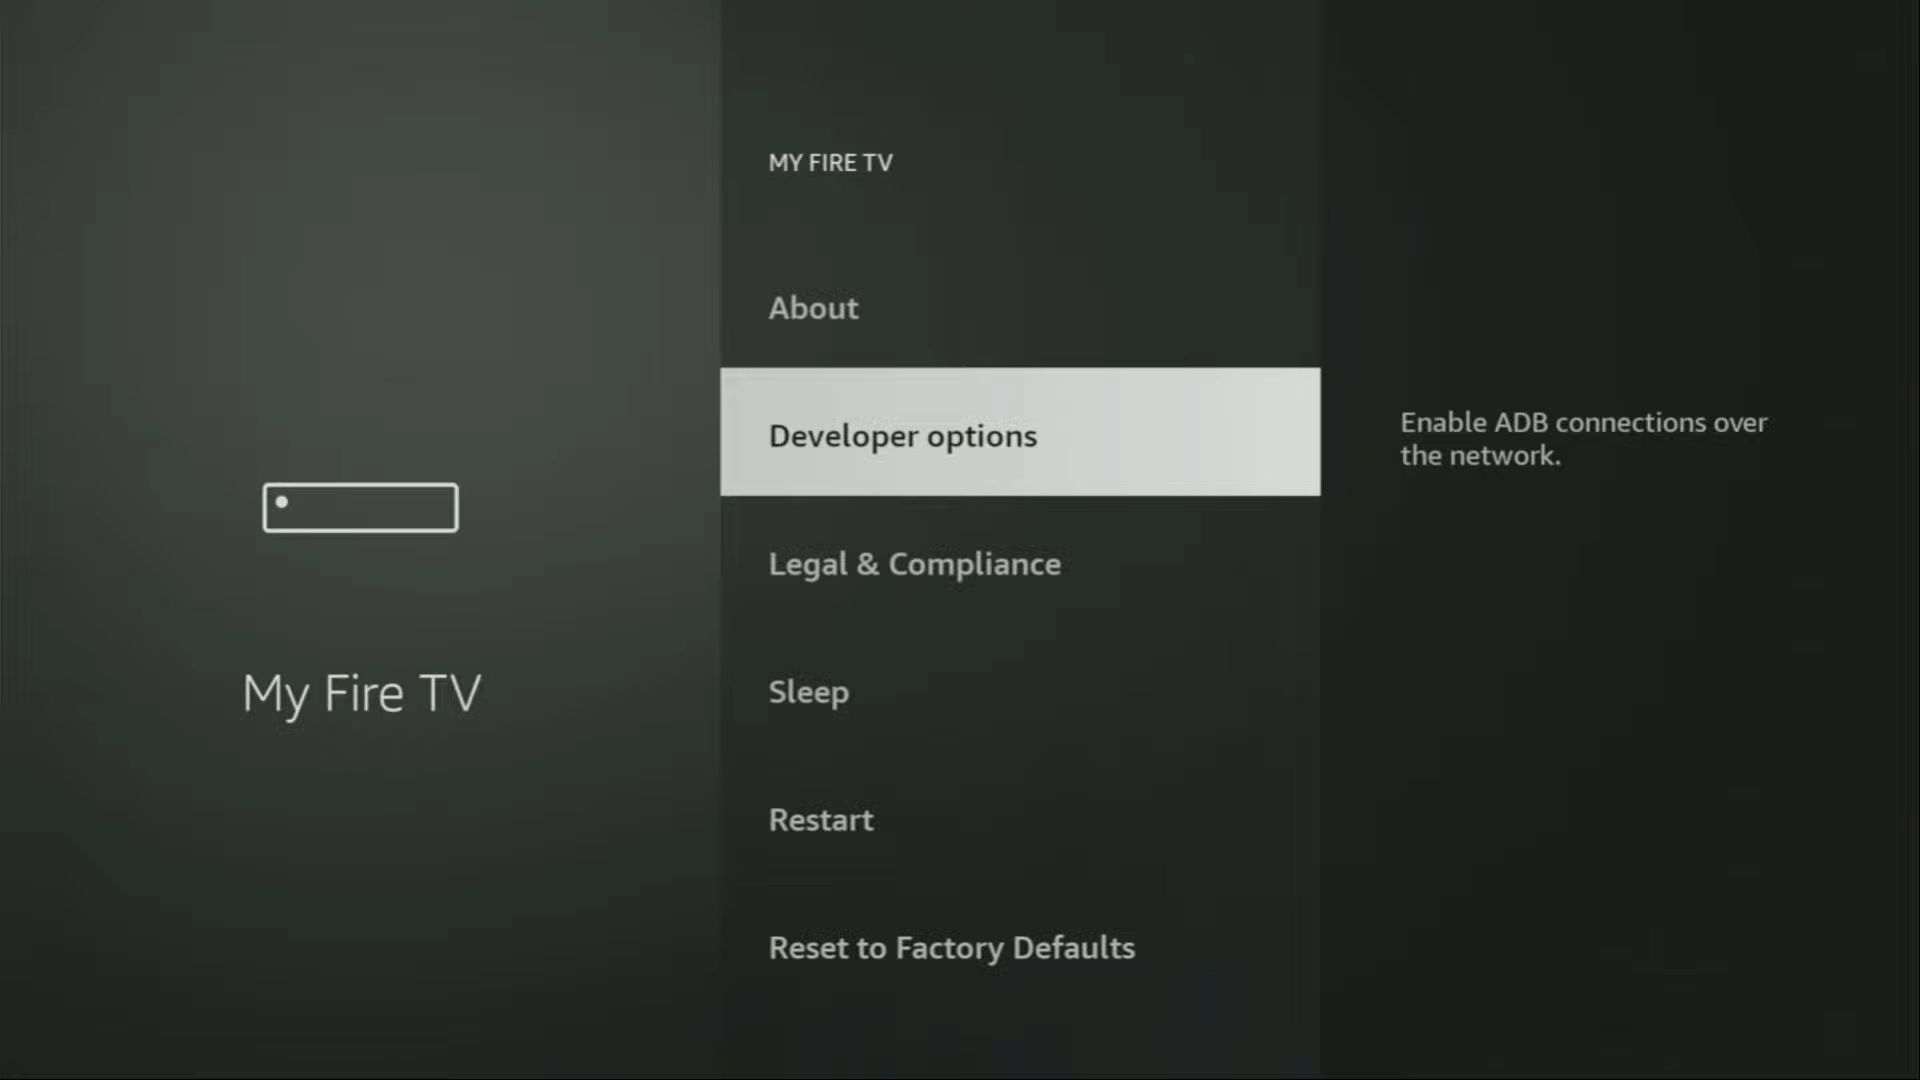 MY FIRE TV
About
Developer options
Enable ADB connections over
the network.
Legal & Compliance
My Fire TV
Sleep
Restart
Reset to Factory Defaults